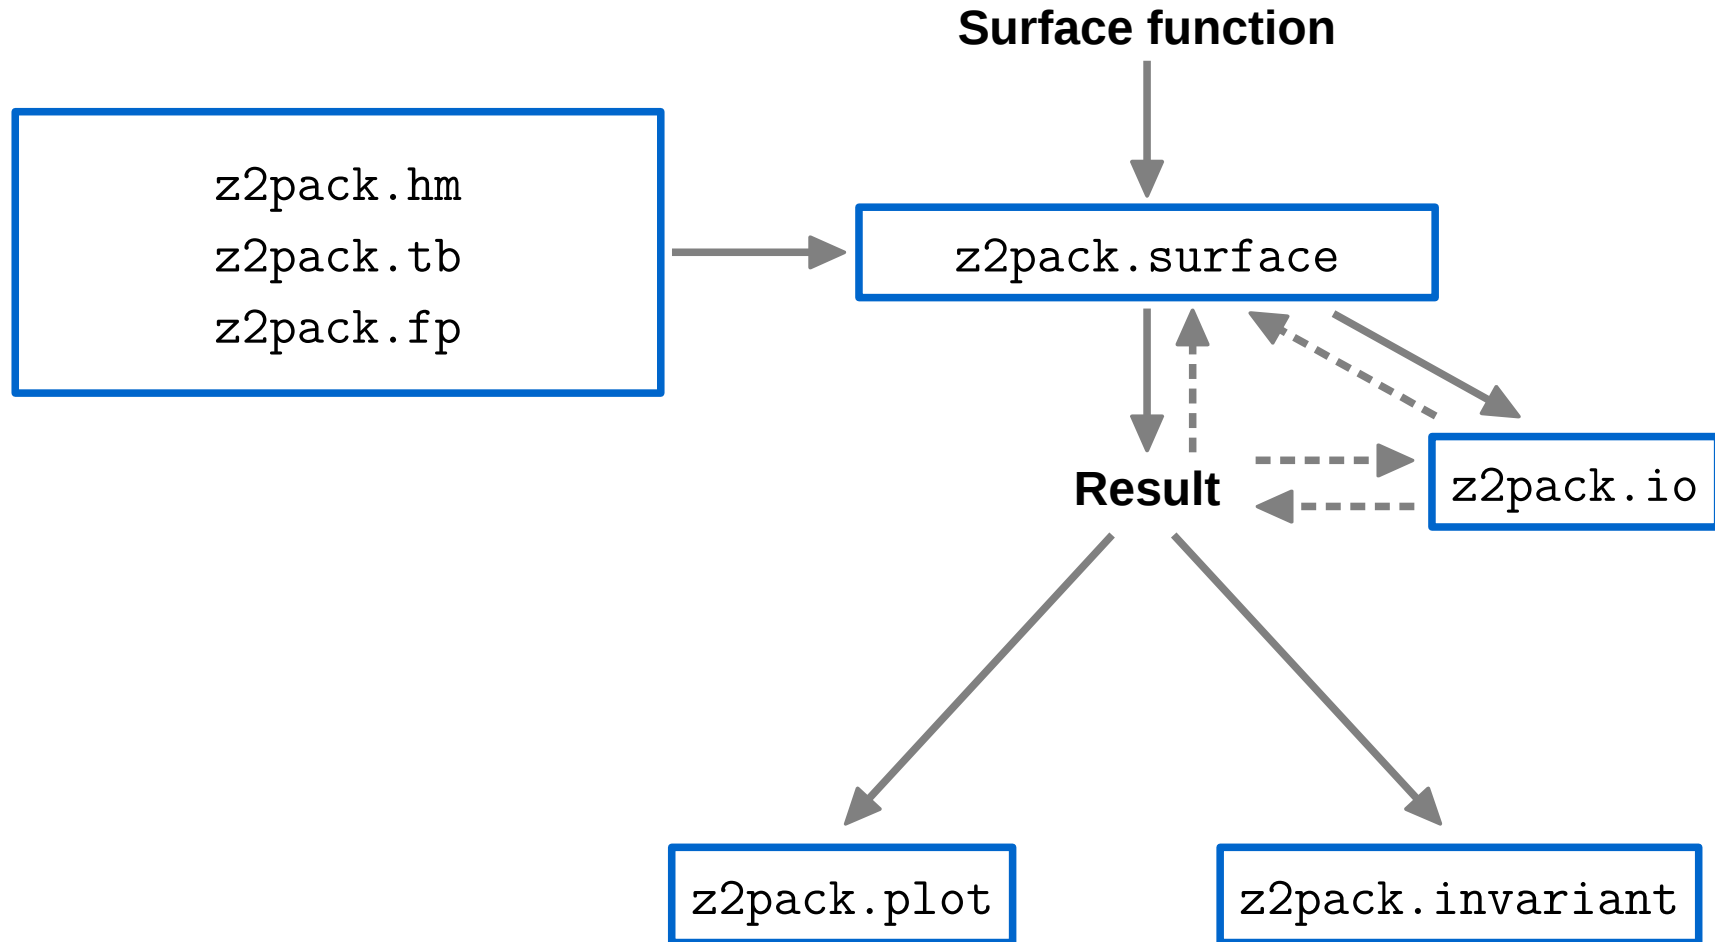 Surface function
z2pack.hm
z2pack.tb
z2pack.fp
z2pack.surface
Result
z2pack.io
z2pack.plot
z2pack.invariant